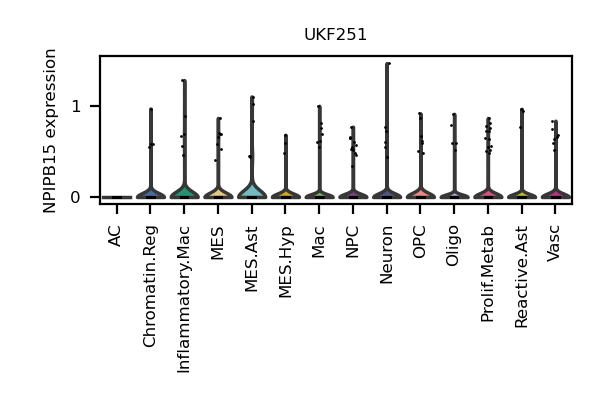 UKF251
NPIPB15 expression
1
0
AC
Chromatin.Reg
Inflammatory.Mac
MES
MES.Ast
MES.Hyp
Mac
NPC
Neuron
OPC
Oligo
Prolif.Metab
Reactive.Ast
Vasc